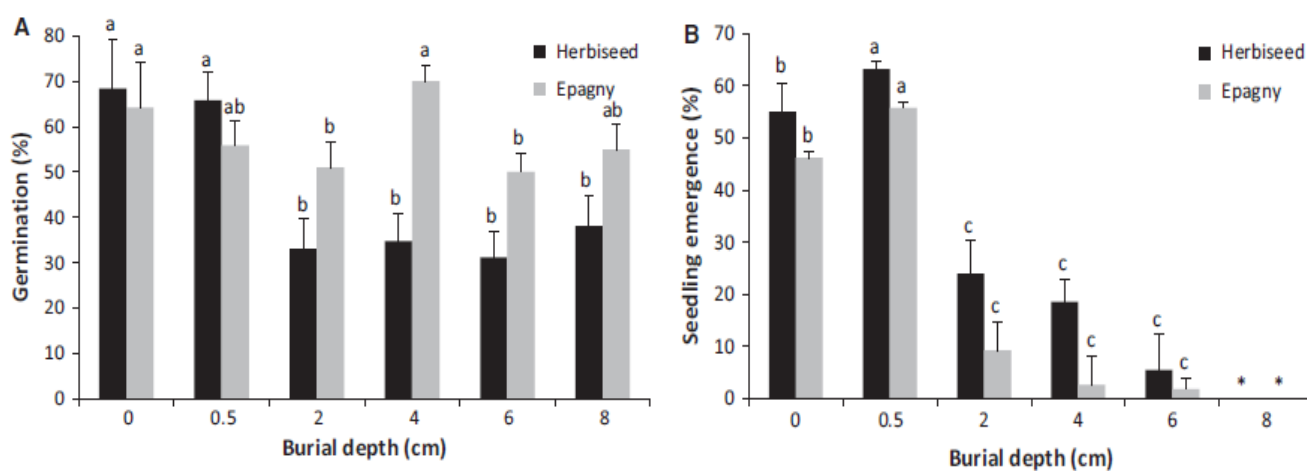 A
Germination (%)
80
70
60
50
40
30
20
10
0
a
a
a
ab
b
b
b
a
b
b
b
ab
Herbiseed
Epagny
0 0.5 2 4 6 8
Burial depth (cm)
B
Seedling emergence (%)
70
60
50
40
30
20
10
0
b
b
a
a
c
c
c
c
c
c
* *
Herbiseed
Epagny
0 0.5 2 4 6 8
Burial depth (cm)